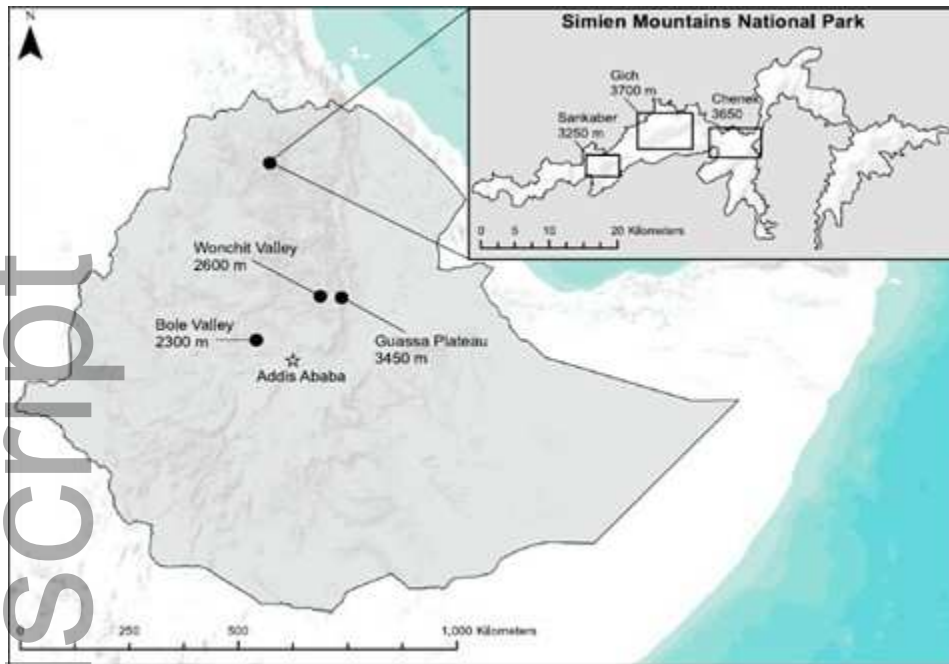 N
Simien Mountains National Park
Gich
3700 m
Chenek
3650
Sankaber
3250 m
0 5 10 20 Kilometers
Wonchit Valley
2600 m
Bole Valley
2300 m
Guassa Plateau
3450 m
Addis Ababa
0 250 500 1,000 Kilometers
script